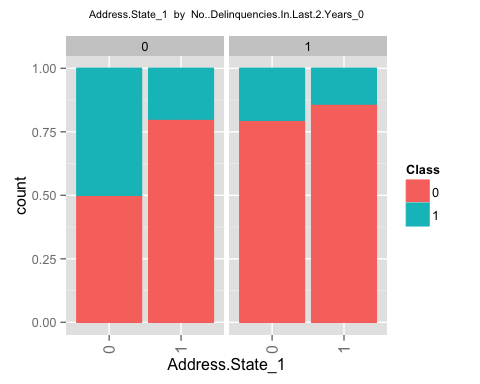 Address.State_1 by No..Delinquencies.In.Last.2.Years_0
0 1
1.00
0.75
0.50
0.25
0.00
count
0 1 0 1
Address.State_1
Class
0
1